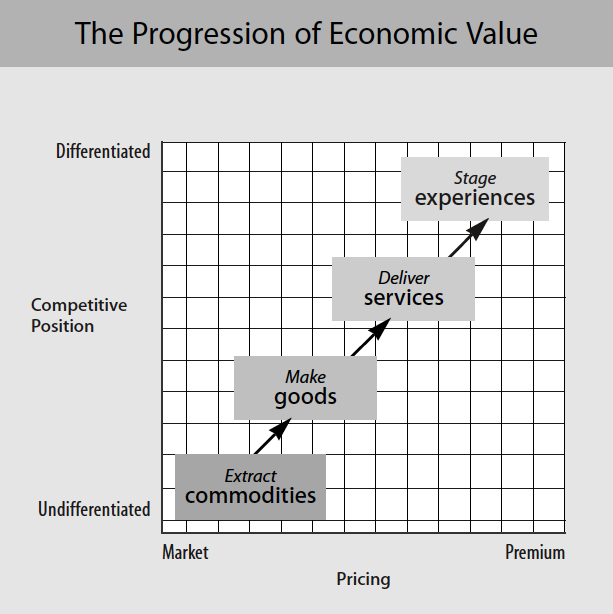 The Progression of Economic Value
Differentiated
Stage
experiences
Deliver
services
Competitive
Position
Make
goods
Extract
commodities
Undifferentiated
Market
Premium
Pricing